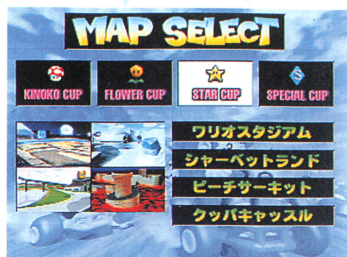 MAP SELECT
KINOKO CUP
FLOWER CUP
STAR CUP
SPECIAL CUP
ワリオスタジアム
シャーベットランド
ピーチサーキット
クッパキャッスル